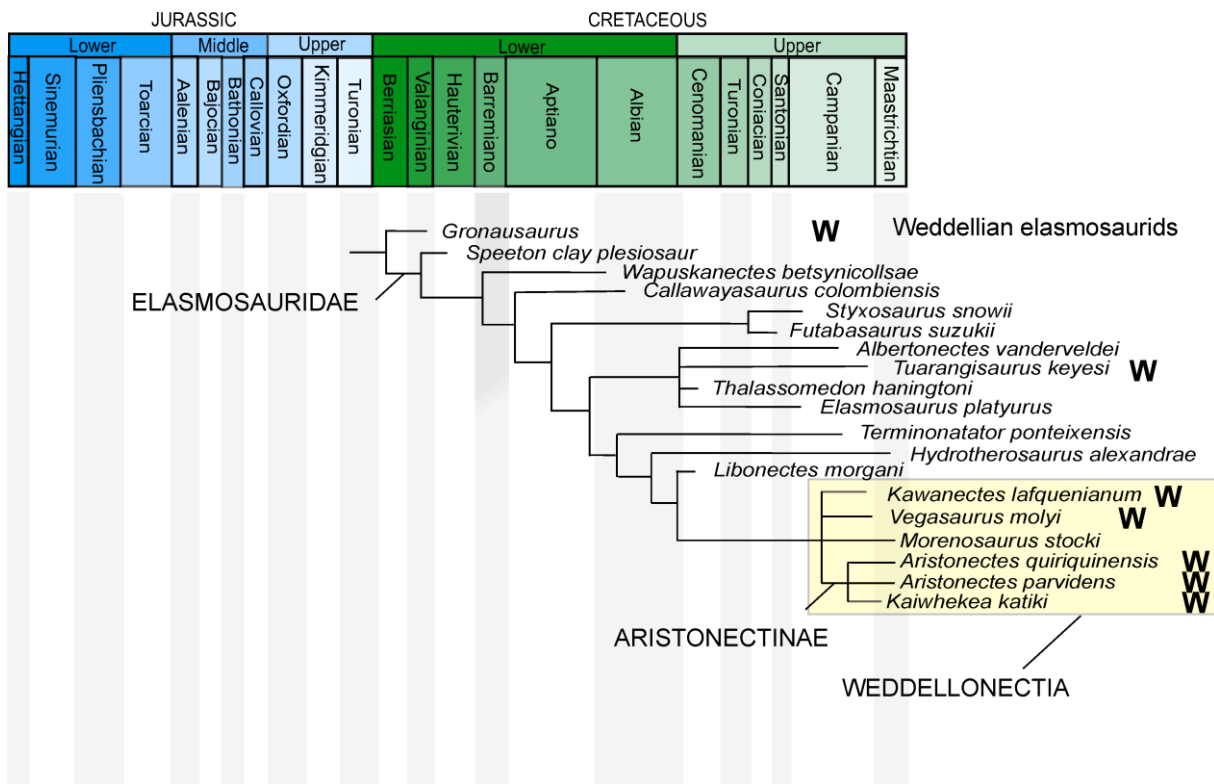 JURASSIC CRETACEOUS
Lower Middle Upper Lower Upper
Hettangian
Sinemurian
Pliensbachian
Toarcian
Aalenian
Bajocian
Bathonian
Callovian
Oxfordian
Kimmeridgian
Turonian
Berriasian
Valanginian
Hauterivian
Barremiano
Aptiano
Albian
Cenomanian
Turonian
Coniacian
Santonian
Campanian
Maastrichtian
Gronausaurus
W Weddellian elasmosaurids
Speeton clay plesiosaur
Wapuskanectes betsynicollsae
ELASMOSAURIDAE
Callawayasaurus colombiensis
Styxosaurus snowii
Futabasaurus suzukii
Albertonectes vanderveldei
Tuarangisaurus keyesi W
Thalassomedon haningtoni
Elasmosaurus platyurus
Terminonatator ponteixensis
Hydrotherosaurus alexandrae
Libonectes morgani
Kawanectes lafquenianum W
Vegasaurus molyi W
Morenosaurus stocki
Aristonectes quiriquinensis W
Aristonectes parvidens W
Kaiwhekea katiki W
ARISTONECTINAE
WEDDELLONECTIA